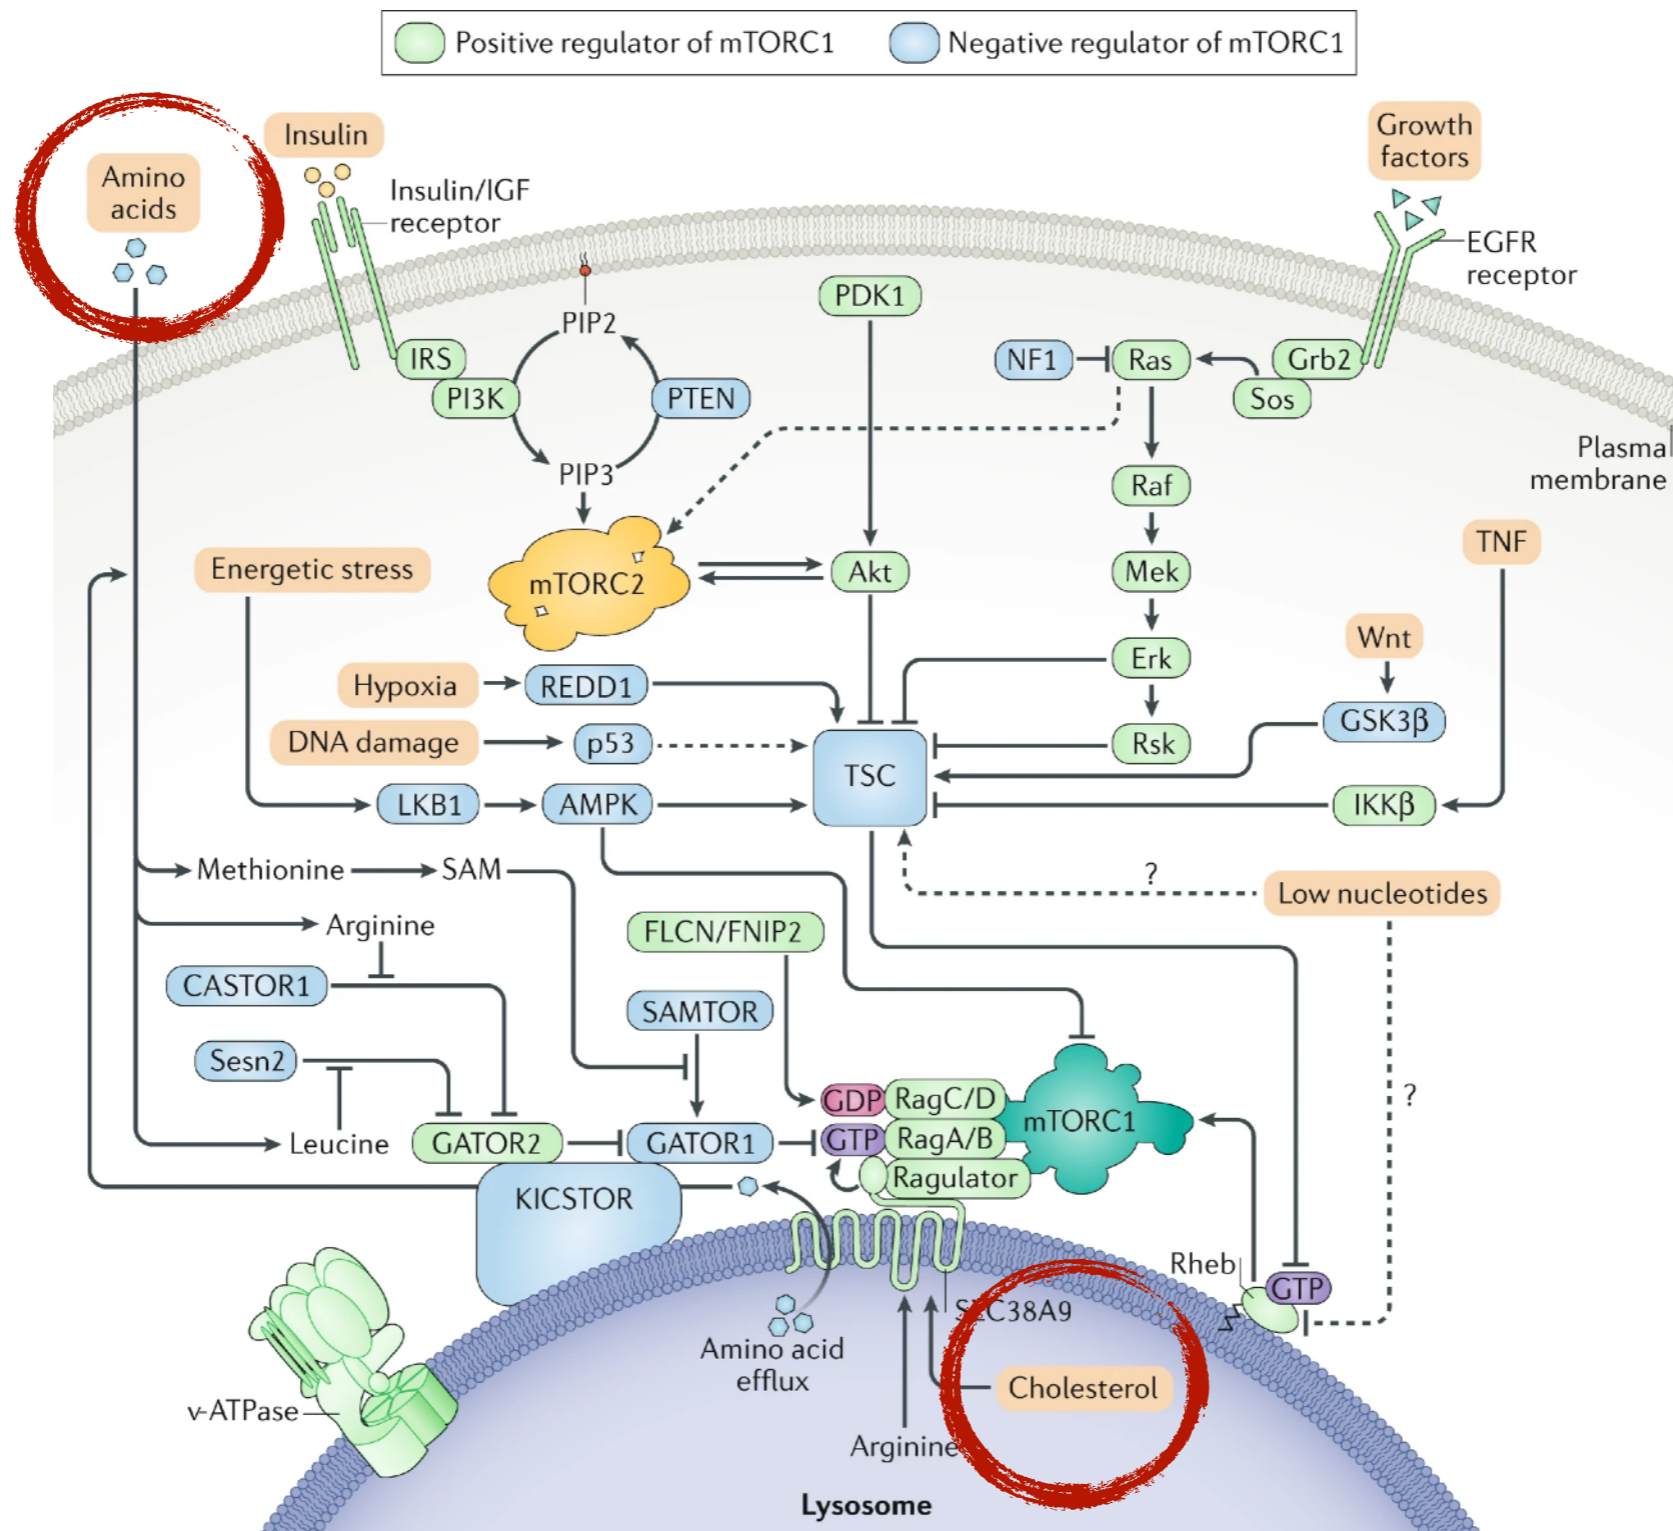 Positive regulator of mTORC1
Negative regulator of mTORC1
Amino
acids
Insulin
Insulin/IGF
receptor
Growth
factors
EGFR
receptor
PIP2
PDK1
IRS
PI3K
PTEN
PIP3
NF1
Ras
Grb2
Sos
Plasmal
membrane
Raf
mTORC2
Akt
Mek
TNF
Energetic stress
Hypoxia
REDD1
Erk
Wnt
GSK3β
DNA damage
p53
Rsk
TSC
LKB1
AMPK
IKKβ
Methionine
SAM
?
Low nucleotides
Arginine
FLCN/FNIP2
CASTOR1
SAMTOR
Sesn2
GDP
RagC/D
mTORC1
?
Leucine
GATOR2
GATOR1
GTP
RagA/B
Ragulator
KICSTOR
Rheb
GTP
SLC38A9
Amino acid
efflux
Cholesterol
v-ATPase
Arginine
Lysosome